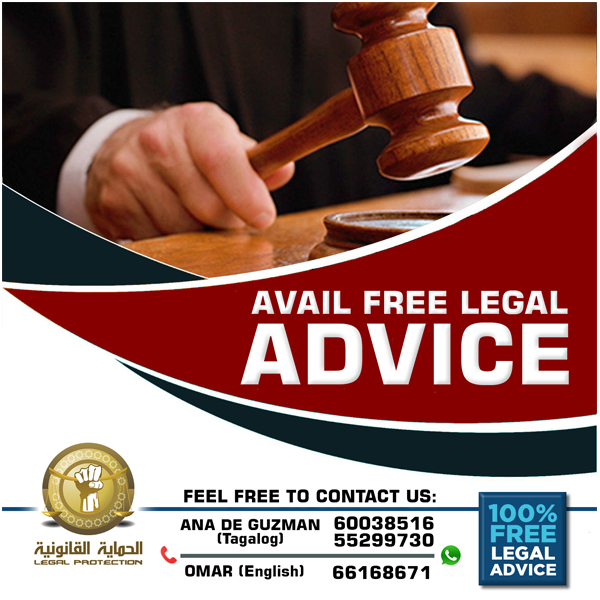 AVAIL FREE LEGAL
ADVICE
FEEL FREE TO CONTACT US:
ANA DE GUZMAN 60038516
(Tagalog) 55299730
OMAR (English) 66168671
الحماية القانونية
LEGAL PROTECTION
100%
FREE
LEGAL
ADVICE